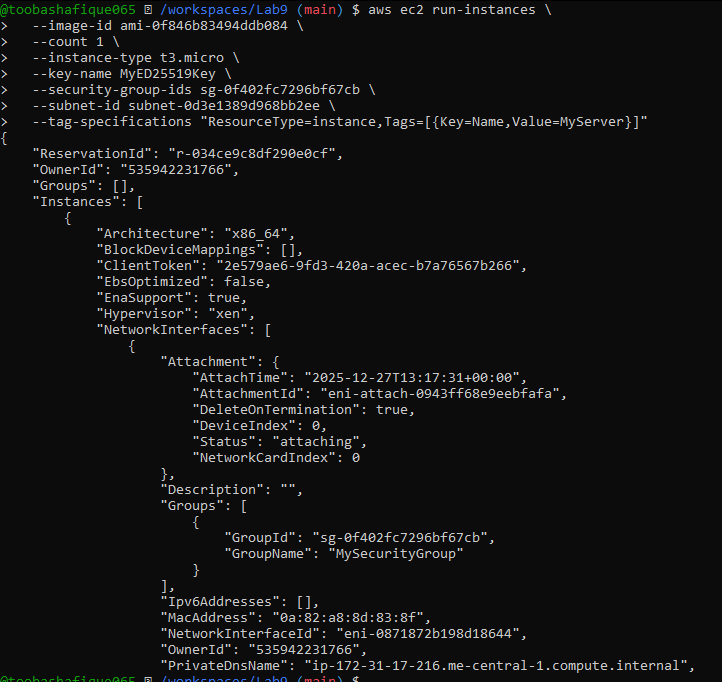 @toobashafique065 /workspaces/Lab9 (main) $ aws ec2 run-instances \
>   --image-id ami-0f846b83494ddb084 \
>   --count 1 \
>   --instance-type t3.micro \
>   --key-name MyED25519Key \
>   --security-group-ids sg-0f402fc7296bf67cb \
>   --subnet-id subnet-0d3e1389d968bb2ee \
>   --tag-specifications "ResourceType=instance,Tags=[{Key=Name,Value=MyServer}]"
{
    "ReservationId": "r-034ce9c8df290e0cf",
    "OwnerId": "535942231766",
    "Groups": [],
    "Instances": [
        {
            "Architecture": "x86_64",
            "BlockDeviceMappings": [],
            "ClientToken": "2e579ae6-9fd3-420a-acec-b7a76567b266",
            "EbsOptimized": false,
            "EnaSupport": true,
            "Hypervisor": "xen",
            "NetworkInterfaces": [
                {
                    "Attachment": {
                        "AttachTime": "2025-12-27T13:17:31+00:00",
                        "AttachmentId": "eni-attach-0943ff68e9eebfafa",
                        "DeleteOnTermination": true,
                        "DeviceIndex": 0,
                        "Status": "attaching",
                        "NetworkCardIndex": 0
                    },
                    "Description": "",
                    "Groups": [
                        {
                            "GroupId": "sg-0f402fc7296bf67cb",
                            "GroupName": "MySecurityGroup"
                        }
                    ],
                    "Ipv6Addresses": [],
                    "MacAddress": "0a:82:a8:8d:83:8f",
                    "NetworkInterfaceId": "eni-0871872b198d18644",
                    "OwnerId": "535942231766",
                    "PrivateDnsName": "ip-172-31-17-216.me-central-1.compute.internal",
@toobashafique065 /workspaces/Lab9 (main) $